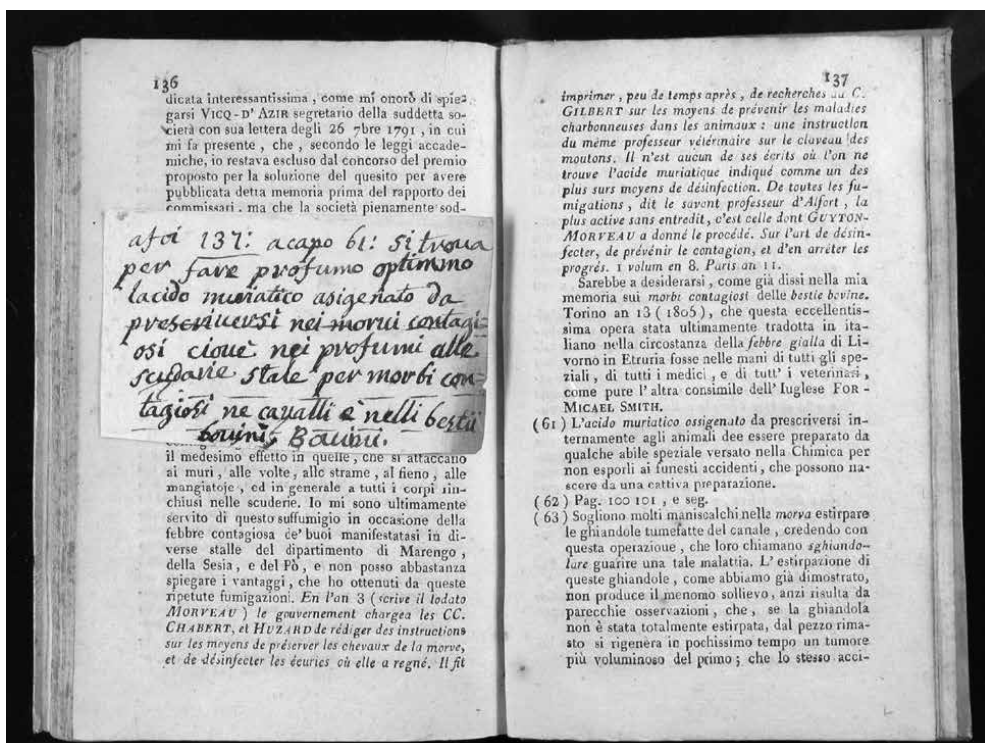 136
dicata interessantissima , come mi onorò di spie-
garsi VICQ-D' AZIR segretario della suddetta so-
cietà con sua lettera degli 26 7bre 1791 , in cui
mi fa presente , che , secondo le leggi accade-
miche, io restava escluso dal concorso del premio
proposto per la soluzione del quesito per avere
pubblicata detta memoria prima del rapporto dei
commissari , ma che la società pienamente sod-
afoi 137: acapo 61: si troua
per fare profumo optimmo
lacido muriatico asigenato da
prescriuersi nei morui contagi=
osi cioué nei profumi alle
scudarie state per morbi con-
tagiosi ne caualli è nelli bestii
bouini, Bouini.
il medesimo effetto in quelle , che si attaccano
ai muri , alle volte , allo strame , al fieno , alle
mangiatoje , ed in generale a tutti i corpi rin-
chiusi nelle scuderie. Io mi sono ultimamente
servito di questo suffumigio in occasione della
febbre contagiosa de' buoi manifestatasi in di-
verse stalle del dipartimento di Marengo ,
della Sesia , e del Pò , e non posso abbastanza
spiegare i vantaggi , che ho ottenuti da queste
ripetute fumigazioni. En l'an 3 ( scrive il lodato
MORVEAU ) le gouvernement chargea les CC.
CHABERT, et HUZARD de rédiger des instructions
sur les moyens de préserver les chevaux de la morve,
et de désinfecter les écuries où elle a regné. Il fit
137
imprimer , peu de temps après , de recherches du C.
GILBERT sur les moyens de prévenir les maladies
charbonneuses dans les animaux : une instruction
du mème professeur vétérinaire sur le claveau des
moutons. Il n'est aucun de ses écrits où l'on ne
trouve l'acide muriatique indiqué comme un des
plus surs moyens de désinfection. De toutes les fu-
migations , dit le savant professeur d'Alfort , la
plus active sans entredit, c'est celle dont GUYTON-
MORVEAU a donné le procédé. Sur l'art de désin-
fecter, de prévénir le contagion, et d'en arrêter les
progrés. 1 volum en 8. Paris an 11.
Sarebbe a desiderarsi , come già dissi nella mia
memoria sui morbi contagiosi delle bestie bovine.
Torino an 13 ( 1805 ), che questa eccellentis-
sima opera stata ultimamente tradotta in ita-
liano nella circostanza della febbre gialla di Li-
vorno in Etruria fosse nelle mani di tutti gli spe-
ziali , di tutti i medici , e di tutt' i veterinari ,
come pure l' altra consimile dell' Iuglese FOR-
MICAEL SMITH.
( 61 ) L'acido muriatico ossigenato da prescriversi in-
ternamente agli animali dee essere preparato da
qualche abile speziale versato nella Chimica per
non esporli ai funesti accidenti , che possono na-
scere da una cattiva preparazione.
( 62 ) Pag. 100 101 , e seg.
( 63 ) Sogliono molti maniscalchi nella morva estirpare
le ghiandole tumefatte del canale , credendo con
questa operazioue , che loro chiamano sghiando-
lare guarire una tale malattia. L' estirpazione di
queste ghiandole , come abbiamo già dimostrato,
non produce il menomo sollievo, anzi risulta da
parecchie osservazioni , che , se la ghiandola
non è stata totalmente estirpata, dal pezzo rima-
sto si rigenera in pochissimo tempo un tumore
più voluminoso del primo ; che lo stesso acci-